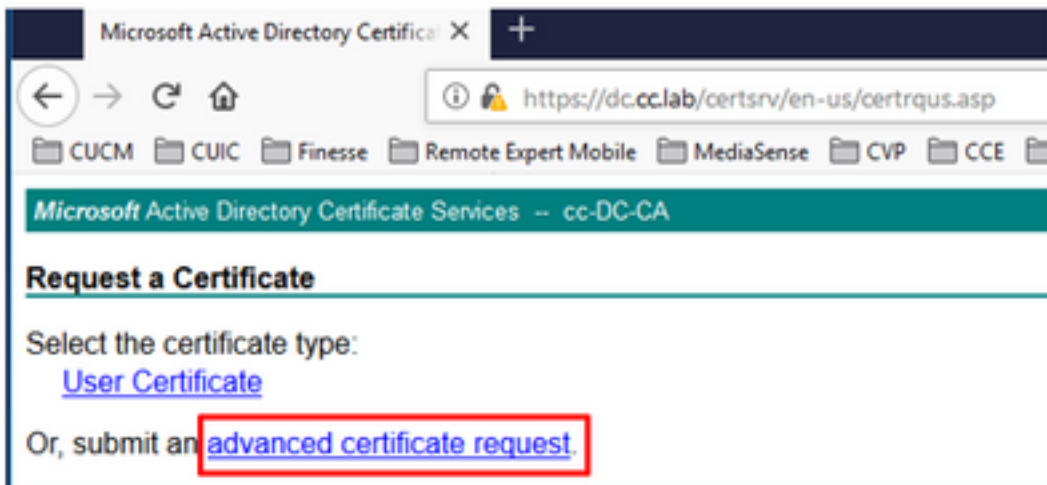 Microsoft Active Directory Certifica
https://dc.cc.lab/certsrv/en-us/certrqus.asp
CUCM CUIC Finesse Remote Expert Mobile MediaSense CVP CCE
Microsoft Active Directory Certificate Services -- cc-DC-CA
Request a Certificate
Select the certificate type:
User Certificate
Or, submit an advanced certificate request.